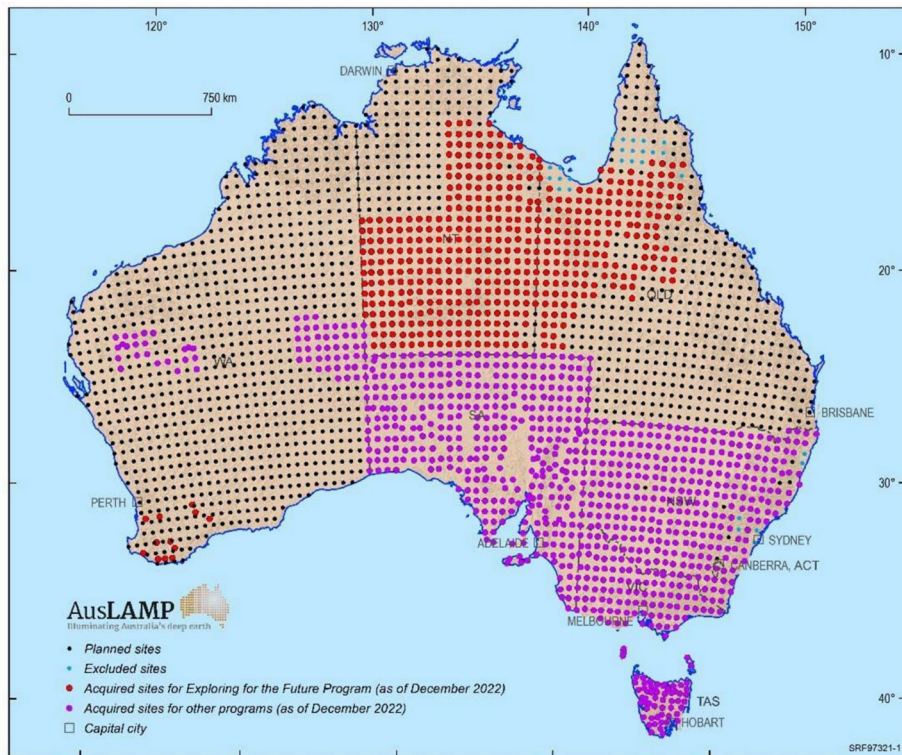 120°
130°
140°
150°
10°
20°
30°
40°
0
750 km
DARWIN
NT
QLD
WA
SA
BRISBANE
PERTH
NSW
ADELAIDE
SYDNEY
CANBERRA, ACT
VIC
MELBOURNE
TAS
HOBART
AusLAMP
Illuminating Australia's deep earth
Planned sites
Excluded sites
Acquired sites for Exploring for the Future Program (as of December 2022)
Acquired sites for other programs (as of December 2022)
Capital city
SRF97321-1